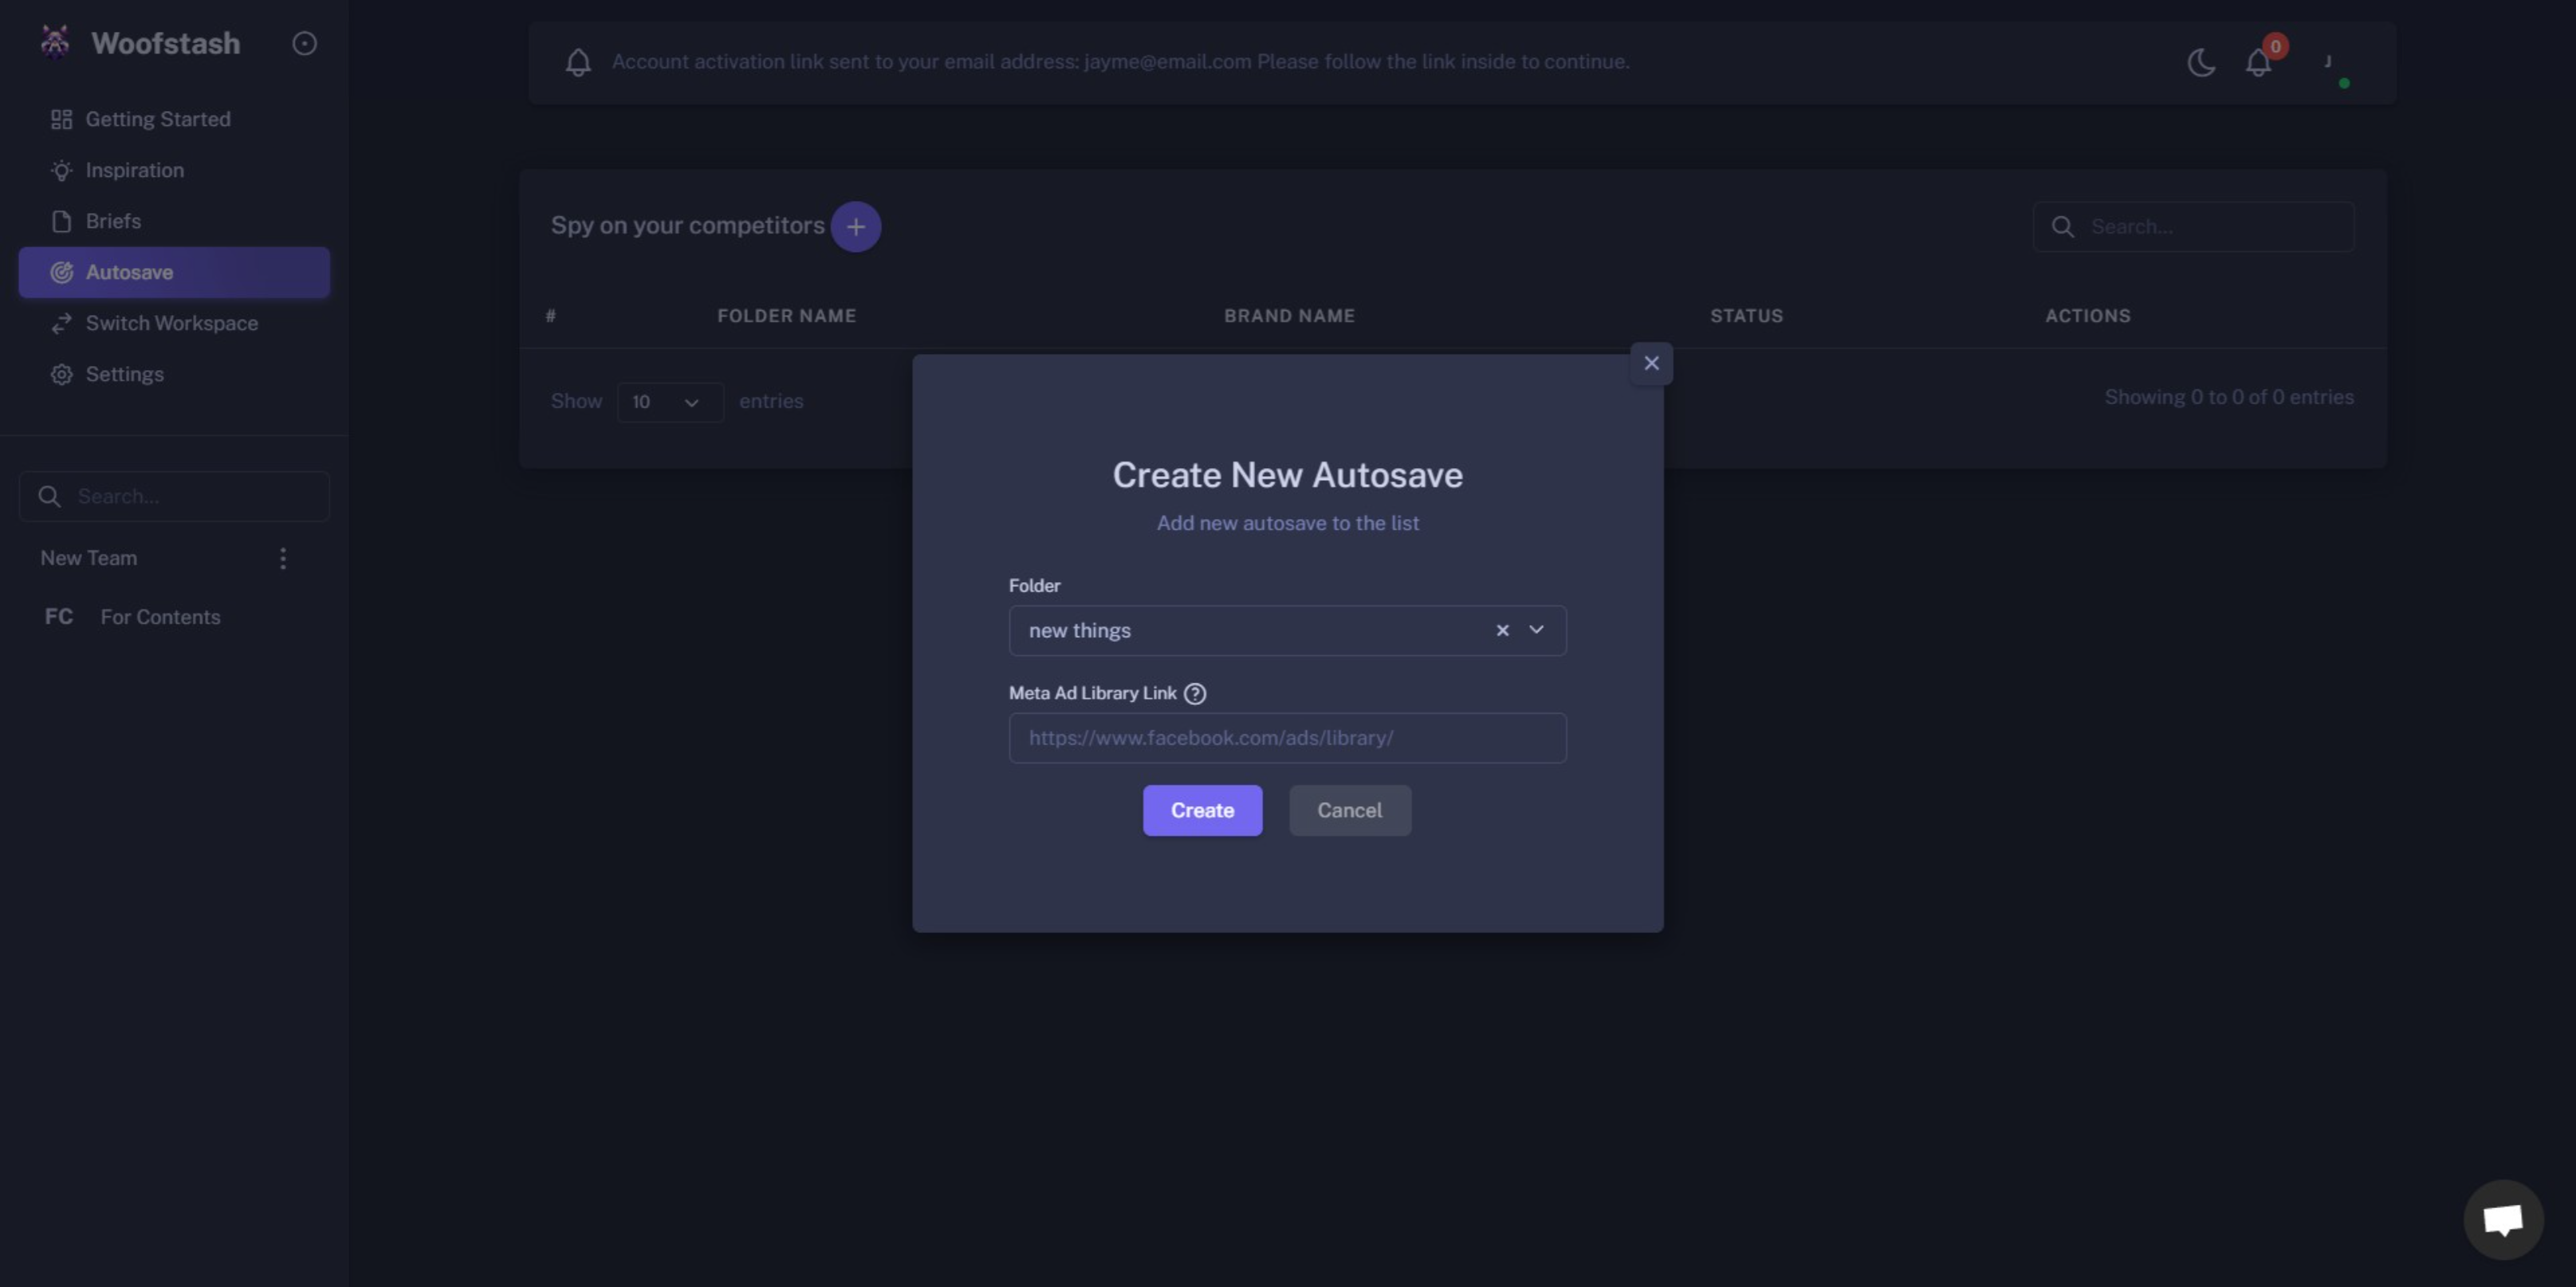 Woofstash
Getting Started
Inspiration
Briefs
Autosave
Switch Workspace
Settings
Search...
New Team
FC For Contents
Account activation link sent to your email address: jayme@email.com Please follow the link inside to continue.
0
J
Spy on your competitors
Search...
# FOLDER NAME BRAND NAME STATUS ACTIONS
Show 10 entries
Showing 0 to 0 of 0 entries
Create New Autosave
Add new autosave to the list
Folder
new things
Meta Ad Library Link
https://www.facebook.com/ads/library/
Create Cancel